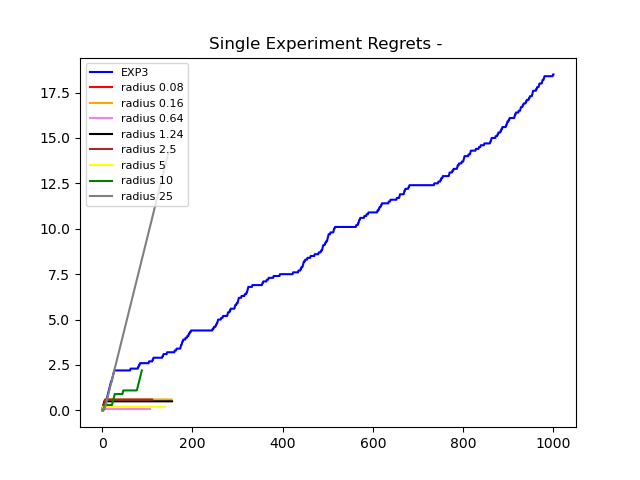 Single Experiment Regrets -
EXP3
radius 0.08
radius 0.16
radius 0.64
radius 1.24
radius 2.5
radius 5
radius 10
radius 25
17.5
15.0
12.5
10.0
7.5
5.0
2.5
0.0
0 200 400 600 800 1000